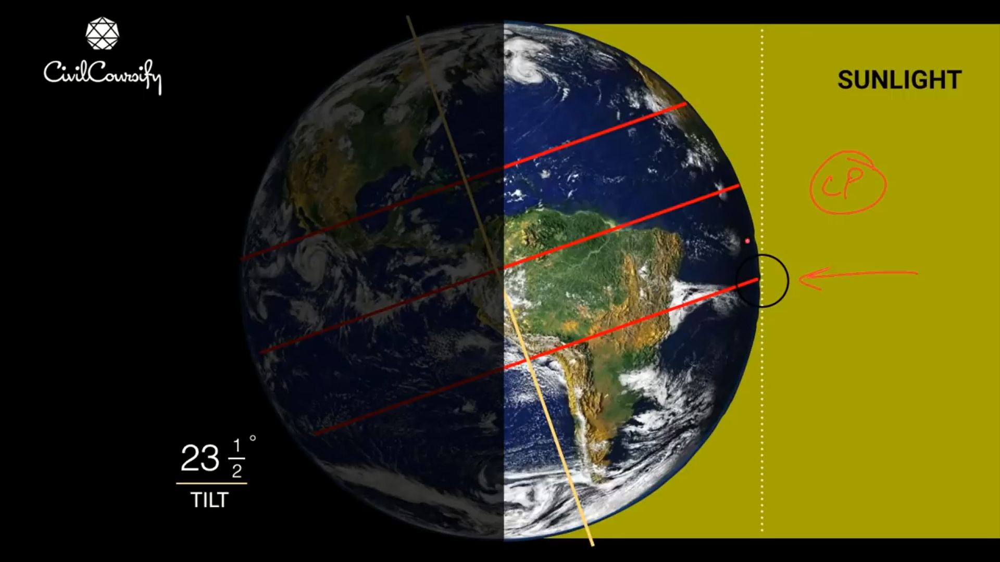 CivilCoursify
SUNLIGHT
CP
23 1/2 °
TILT